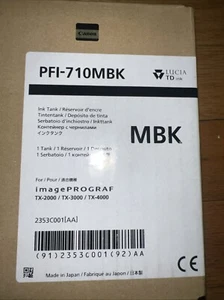 Canon
PFI-710MBK
LUCIA
TD ink
Ink Tank / Réservoir d'encre
Tintentank / Depósito de tinta
Serbatoio d'inchiostro / Inkttank
Контейнер с чернилами
インクタンク
MBK
1 Tank / 1 Réservoir / 1
1 Serbatoio / 1
For / Pour / 適合機種
imagePROGRAF
TX-2000 / TX-3000 / TX-4000
2353C001[AA]
(91)2353C001(92)AA
Made in Japan / Fabriqué au Japon / 日本製
CE